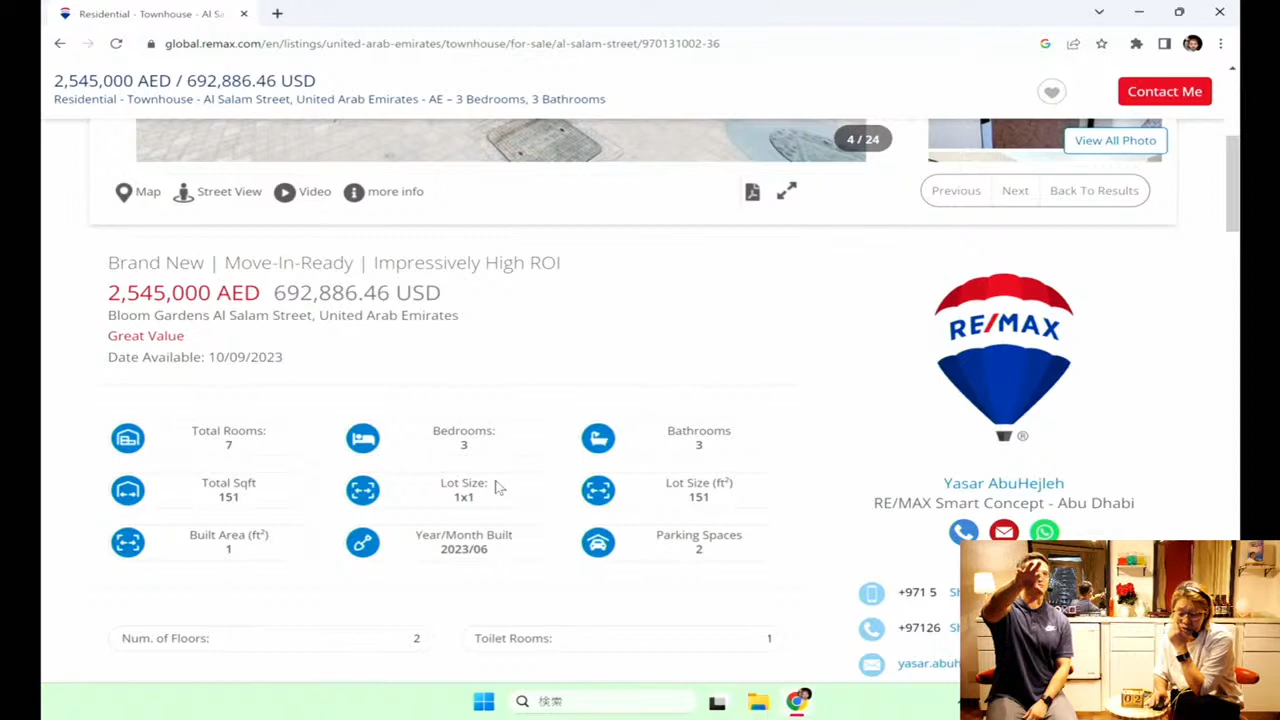 Residential - Townhouse - Al Sa
global.remax.com/en/listings/united-arab-emirates/townhouse/for-sale/al-salam-street/970131002-36
2,545,000 AED / 692,886.46 USD
Residential - Townhouse - Al Salam Street, United Arab Emirates - AE – 3 Bedrooms, 3 Bathrooms
Contact Me
4 / 24
View All Photo
Map
Street View
Video
more info
Previous
Next
Back To Results
Brand New | Move-In-Ready | Impressively High ROI
2,545,000 AED 692,886.46 USD
Bloom Gardens Al Salam Street, United Arab Emirates
Great Value
Date Available: 10/09/2023
RE/MAX
®
Total Rooms:
7
Bedrooms:
3
Bathrooms
3
Total Sqft
151
Lot Size:
1x1
Lot Size (ft²)
151
Built Area (ft²)
1
Year/Month Built
2023/06
Parking Spaces
2
Yasar AbuHejleh
RE/MAX Smart Concept - Abu Dhabi
+971 5 Sh
+97126 Sh
yasar.abuh
Num. of Floors: 2
Toilet Rooms: 1
検索